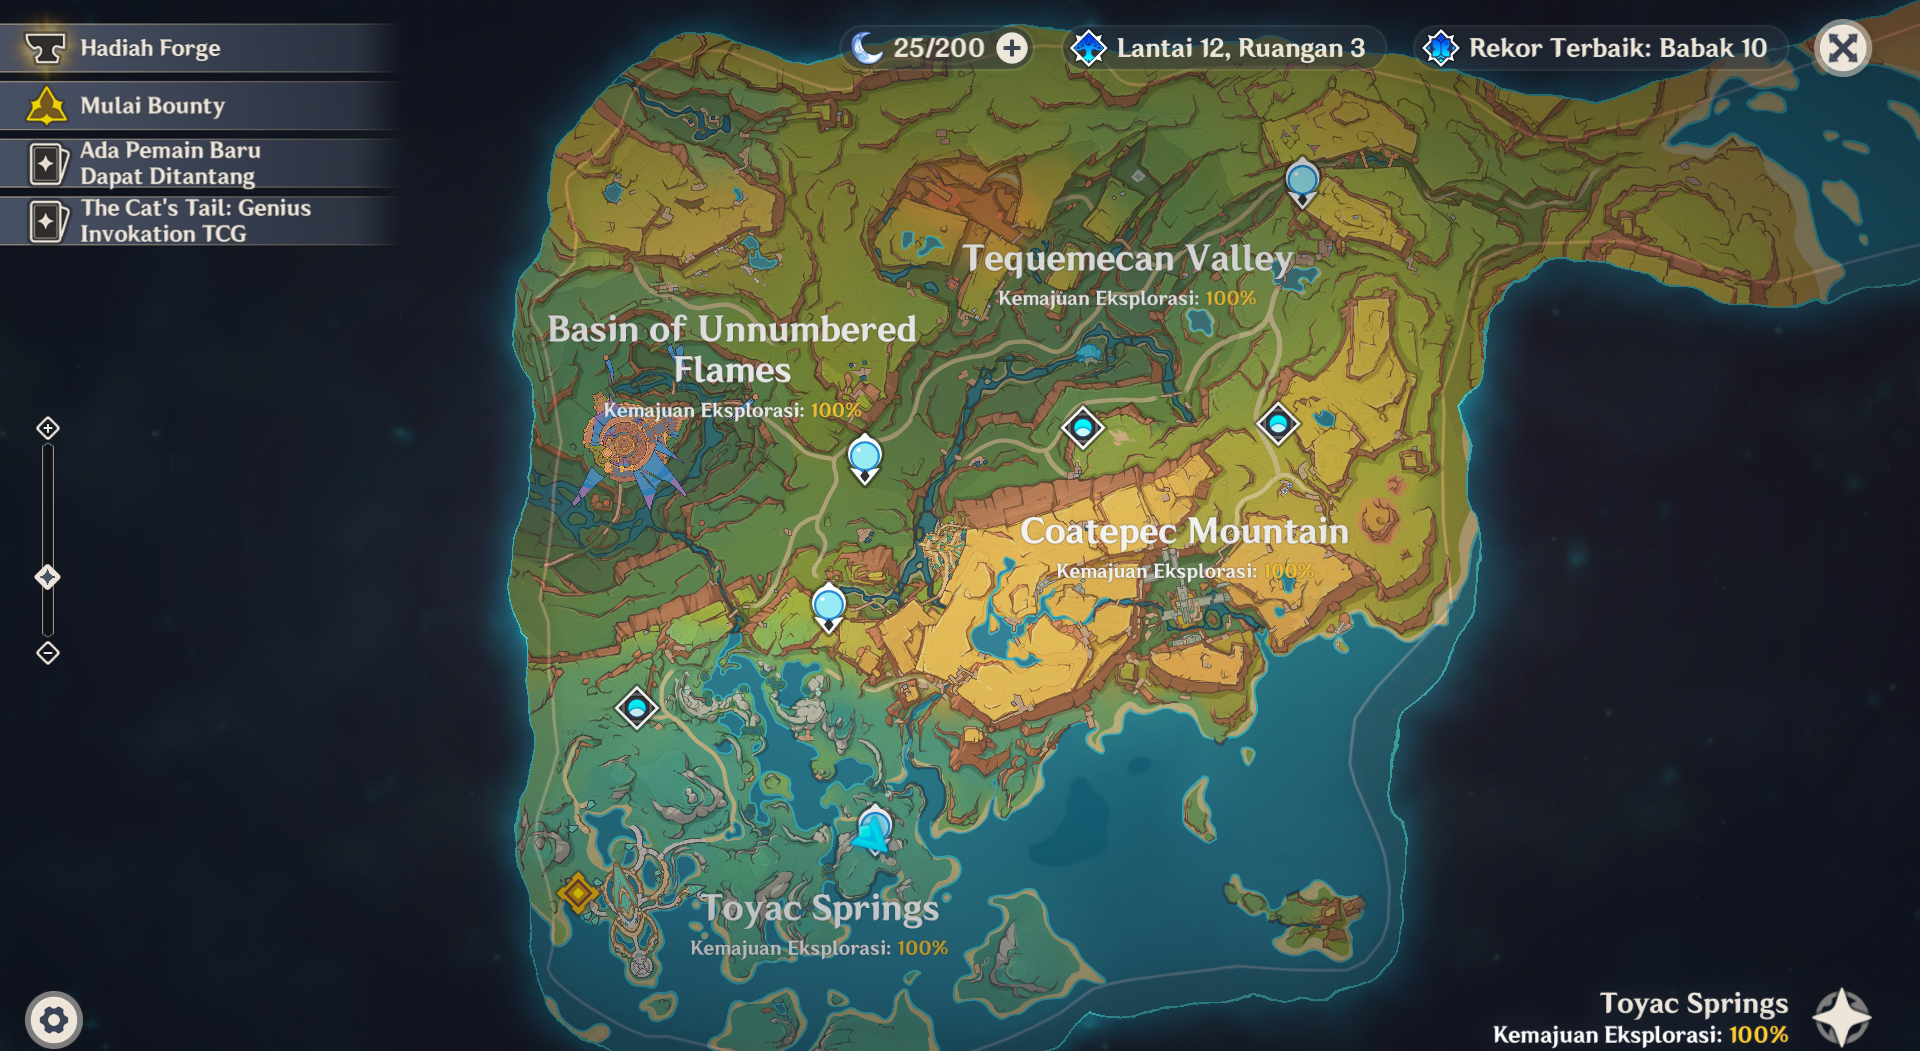 Hadiah Forge
Mulai Bounty
Ada Pemain Baru
Dapat Ditantang
The Cat's Tail: Genius
Invokation TCG
25/200
Lantai 12, Ruangan 3
Rekor Terbaik: Babak 10
Tequemecan Valley
Kemajuan Eksplorasi: 100%
Basin of Unnumbered
Flames
Kemajuan Eksplorasi: 100%
Coatepec Mountain
Kemajuan Eksplorasi: 100%
Toyac Springs
Kemajuan Eksplorasi: 100%
Toyac Springs
Kemajuan Eksplorasi: 100%